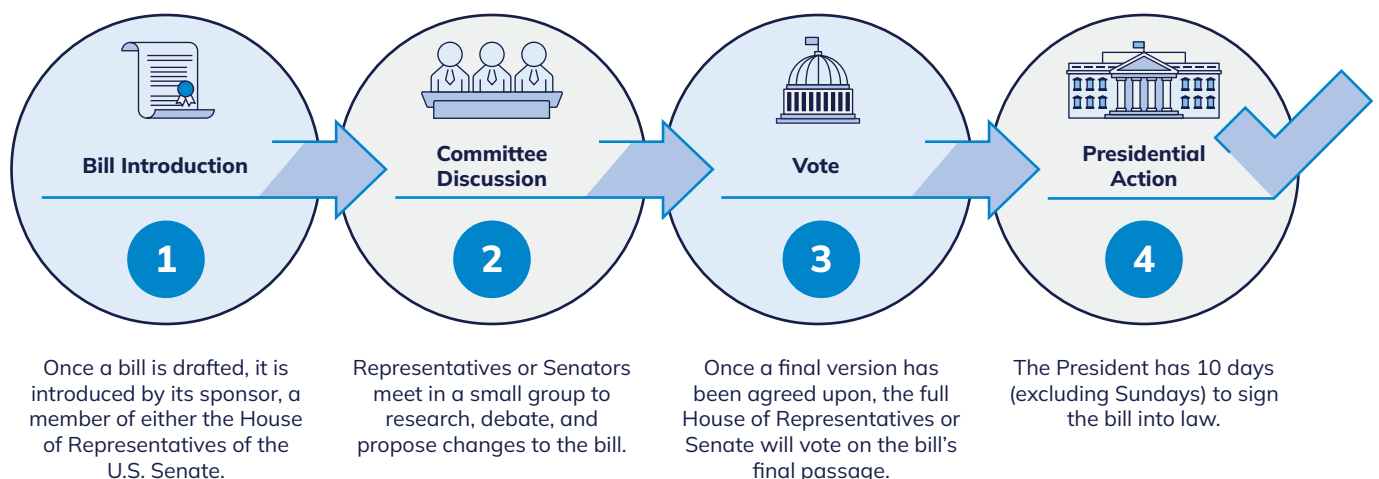 Bill Introduction
1
Once a bill is drafted, it is
introduced by its sponsor, a
member of either the House
of Representatives of the
U.S. Senate.
Committee
Discussion
2
Representatives or Senators
meet in a small group to
research, debate, and
propose changes to the bill.
Vote
3
Once a final version has
been agreed upon, the full
House of Representatives or
Senate will vote on the bill’s
final passage.
Presidential
Action
4
The President has 10 days
(excluding Sundays) to sign
the bill into law.